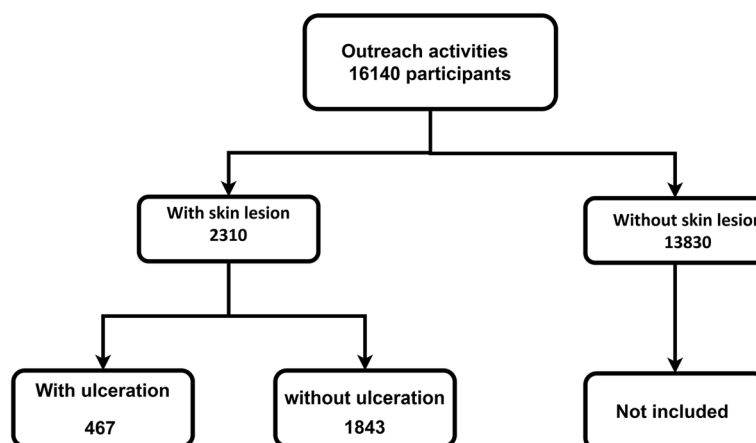 Outreach activities
16140 participants
With skin lesion
2310
Without skin lesion
13830
With ulceration
467
without ulceration
1843
Not included